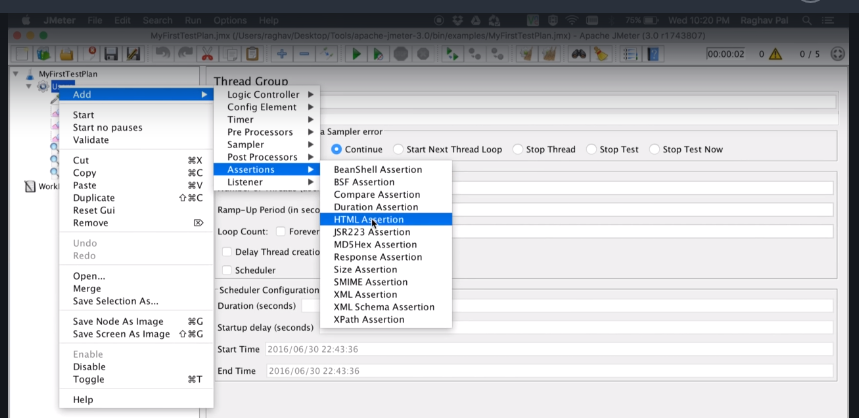 JMeter File Edit Search Run Options Help 76% Wed 10:20 PM Raghav Pal
MyFirstTestPlan.jmx (/Users/raghav/Desktop/Tools/apache-jmeter-3.0/bin/examples/MyFirstTestPlan.jmx) - Apache JMeter (3.0 r1743807)
00:00:02 0 0 / 5
MyFirstTestPlan
Thread Group
Add
Start
Start no pauses
Validate
Cut ⌘X
Copy ⌘C
Paste ⌘V
Duplicate ⇧⌘C
Reset Gui
Remove ⌦
Undo
Redo
Open...
Merge
Save Selection As...
Save Node As Image ⌘G
Save Screen As Image ⇧⌘G
Enable
Disable
Toggle ⌘T
Help
Logic Controller
Config Element
Timer
Pre Processors
Sampler
Post Processors
Assertions
Listener
BeanShell Assertion
BSF Assertion
Compare Assertion
Duration Assertion
HTML Assertion
JSR223 Assertion
MD5Hex Assertion
Response Assertion
Size Assertion
SMIME Assertion
XML Assertion
XML Schema Assertion
XPath Assertion
a Sampler error
Continue Start Next Thread Loop Stop Thread Stop Test Stop Test Now
Ramp-Up Period (in seco
Loop Count: Forever
Delay Thread creatio
Scheduler
Scheduler Configuration
Duration (seconds)
Startup delay (seconds)
Start Time 2016/06/30 22:43:36
End Time 2016/06/30 22:43:36